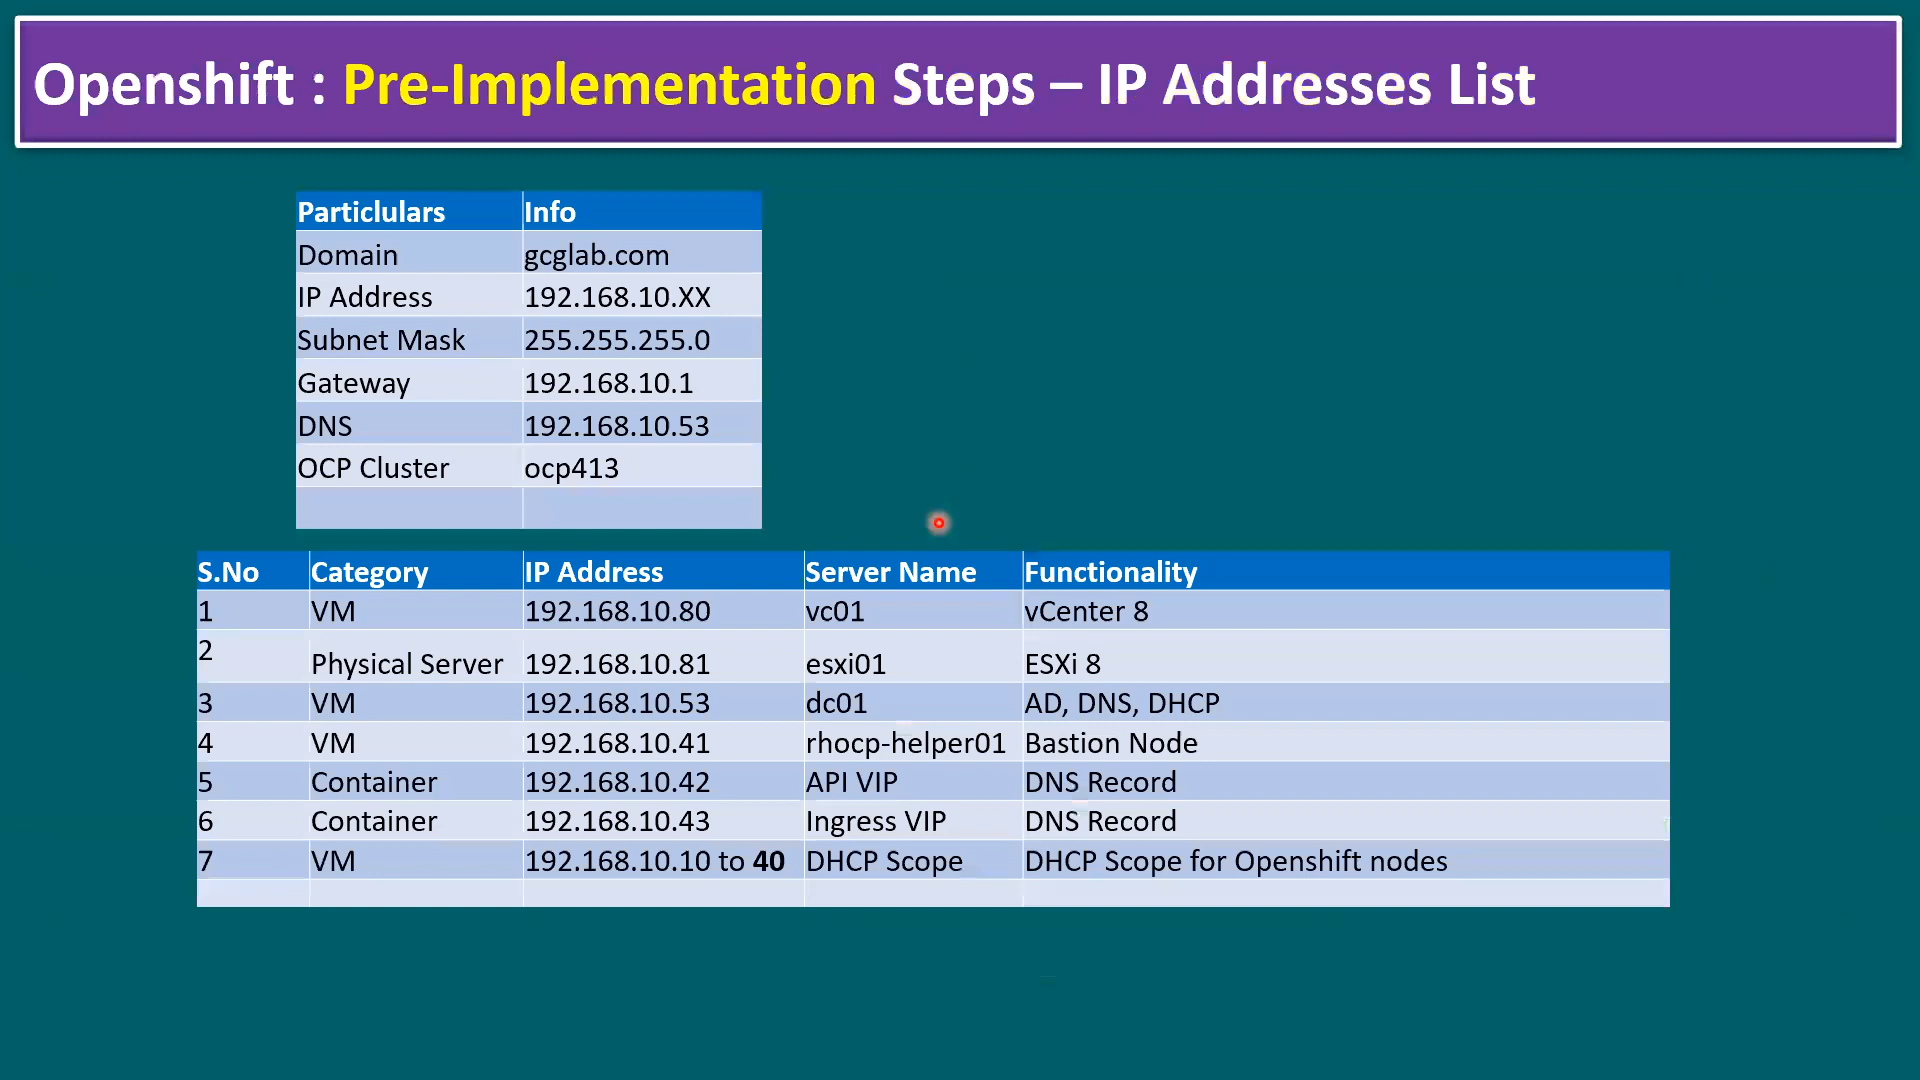 Openshift : Pre-Implementation Steps – IP Addresses List
Particlulars Info
Domain gcglab.com
IP Address 192.168.10.XX
Subnet Mask 255.255.255.0
Gateway 192.168.10.1
DNS 192.168.10.53
OCP Cluster ocp413
S.No Category IP Address Server Name Functionality
1 VM 192.168.10.80 vc01 vCenter 8
2 Physical Server 192.168.10.81 esxi01 ESXi 8
3 VM 192.168.10.53 dc01 AD, DNS, DHCP
4 VM 192.168.10.41 rhocp-helper01 Bastion Node
5 Container 192.168.10.42 API VIP DNS Record
6 Container 192.168.10.43 Ingress VIP DNS Record
7 VM 192.168.10.10 to 40 DHCP Scope DHCP Scope for Openshift nodes